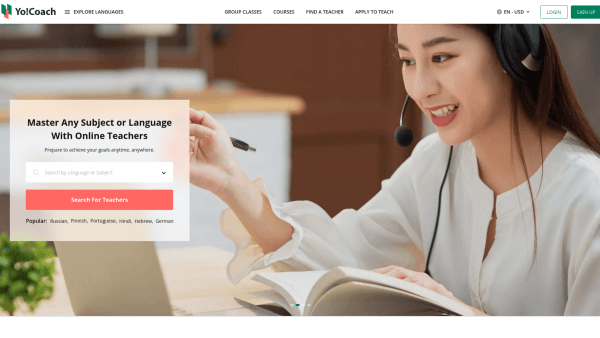 Yo!Coach
EXPLORE LANGUAGES
GROUP CLASSES
COURSES
FIND A TEACHER
APPLY TO TEACH
EN - USD
LOGIN
SIGN UP
Master Any Subject or Language
With Online Teachers
Prepare to achieve your goals anytime, anywhere.
Search by Language or Subject
Search For Teachers
Popular: Russian, Finnish, Portuguese, Hindi, Hebrew, German